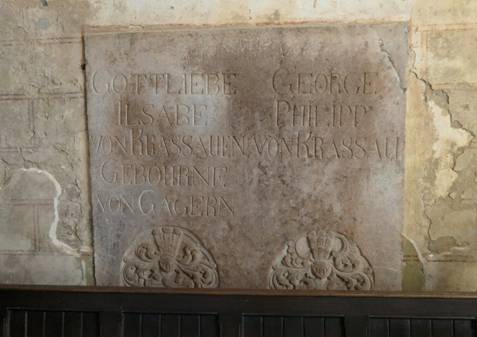 GOTTLIEBE
ILSABE
VON KRASSAUEN
GEBOHRNE
VON GAGERN
GEORGE
PHILIPP
VON KRASSAU